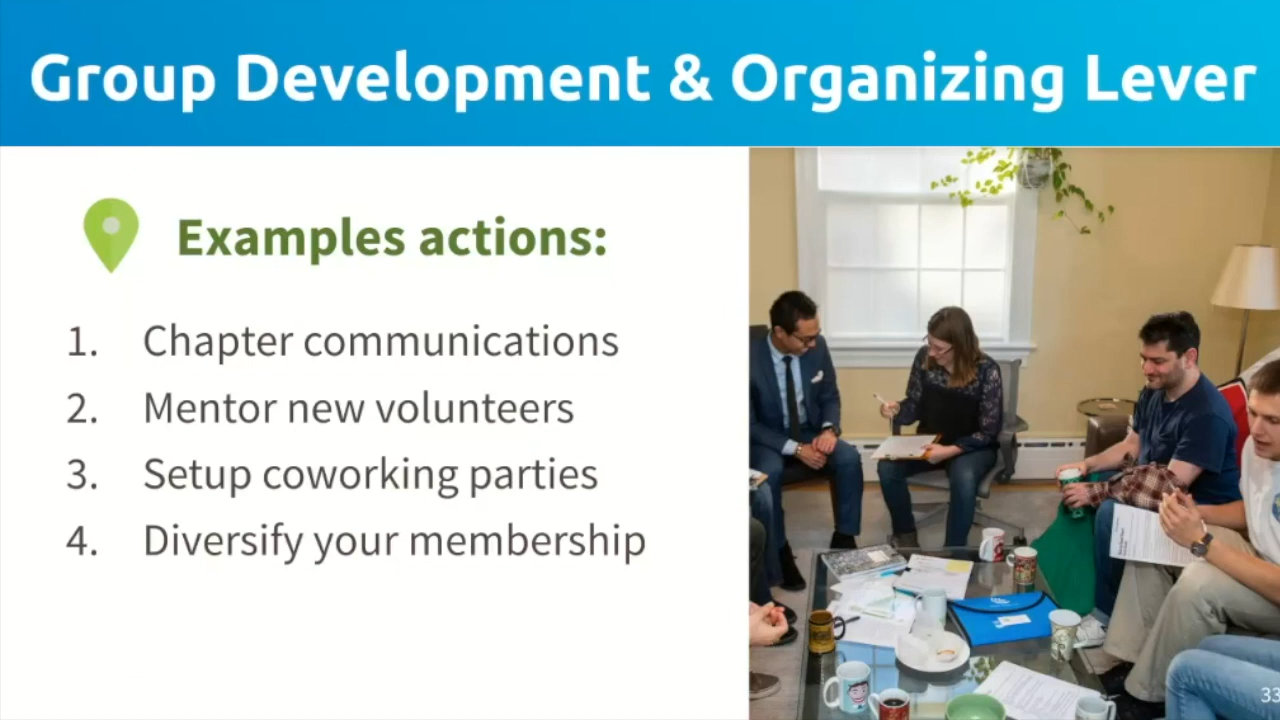 Group Development & Organizing Lever
Examples actions:
1. Chapter communications
2. Mentor new volunteers
3. Setup coworking parties
4. Diversify your membership
33